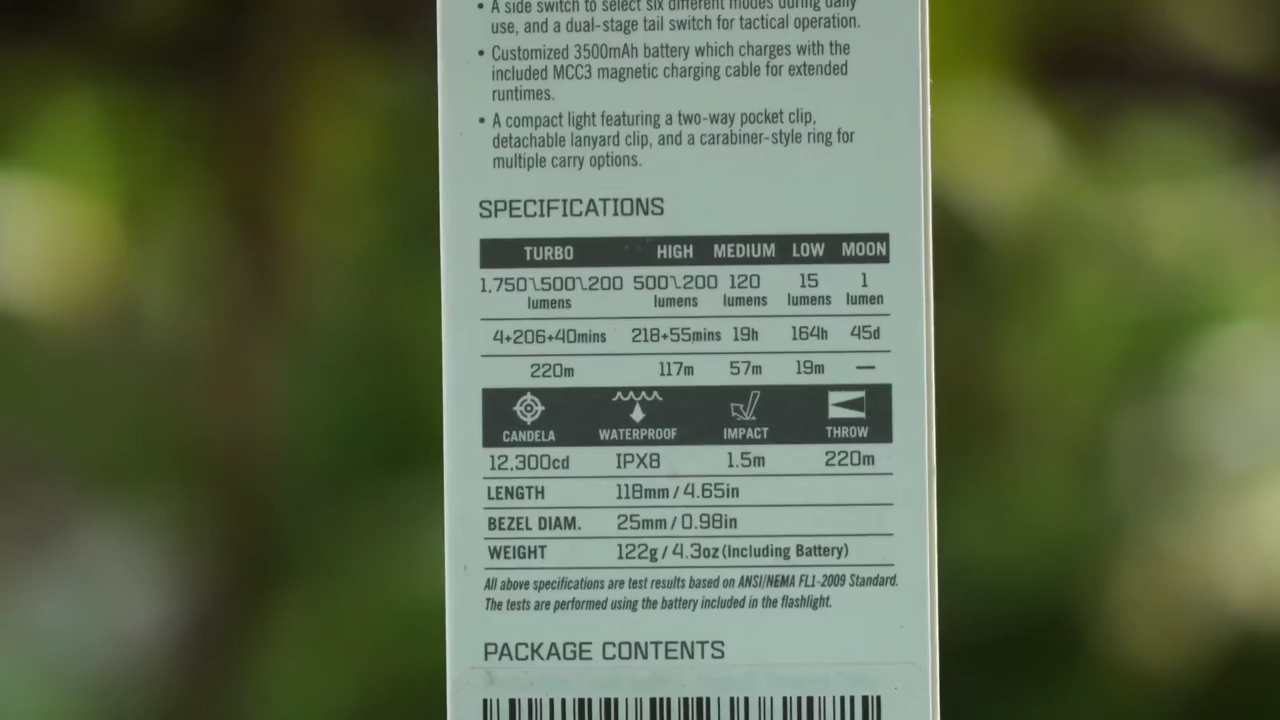 • A side switch to select six different modes during daily
use, and a dual-stage tail switch for tactical operation.
• Customized 3500mAh battery which charges with the
included MCC3 magnetic charging cable for extended
runtimes.
• A compact light featuring a two-way pocket clip,
detachable lanyard clip, and a carabiner-style ring for
multiple carry options.
SPECIFICATIONS
TURBO HIGH MEDIUM LOW MOON
1,750\500\200 500\200 120 15 1
lumens lumens lumens lumens lumen
4+206+40mins 218+55mins 19h 164h 45d
220m 117m 57m 19m —
CANDELA WATERPROOF IMPACT THROW
12,300cd IPX8 1.5m 220m
LENGTH 118mm / 4.65in
BEZEL DIAM. 25mm / 0.98in
WEIGHT 122g / 4.3oz (Including Battery)
All above specifications are test results based on ANSI/NEMA FL1-2009 Standard.
The tests are performed using the battery included in the flashlight.
PACKAGE CONTENTS